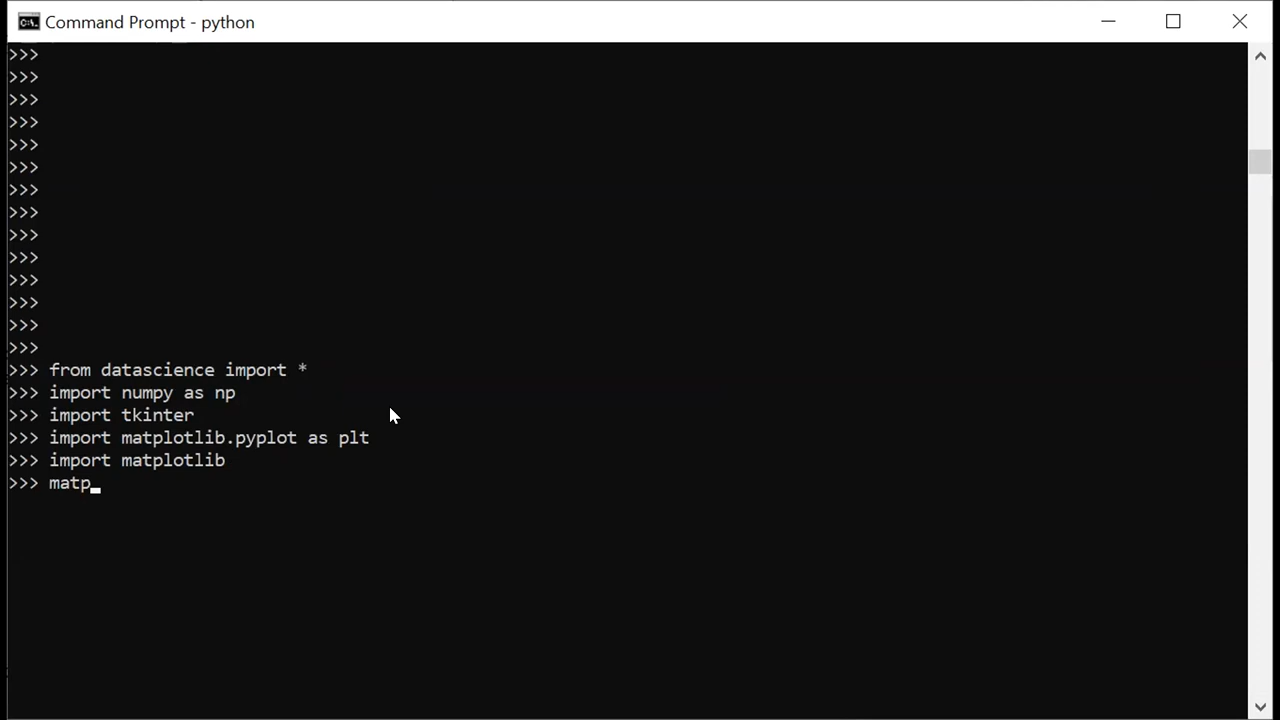 Command Prompt - python
>>>
>>>
>>>
>>>
>>>
>>>
>>>
>>>
>>>
>>>
>>>
>>>
>>>
>>>
>>> from datascience import *
>>> import numpy as np
>>> import tkinter
>>> import matplotlib.pyplot as plt
>>> import matplotlib
>>> matp